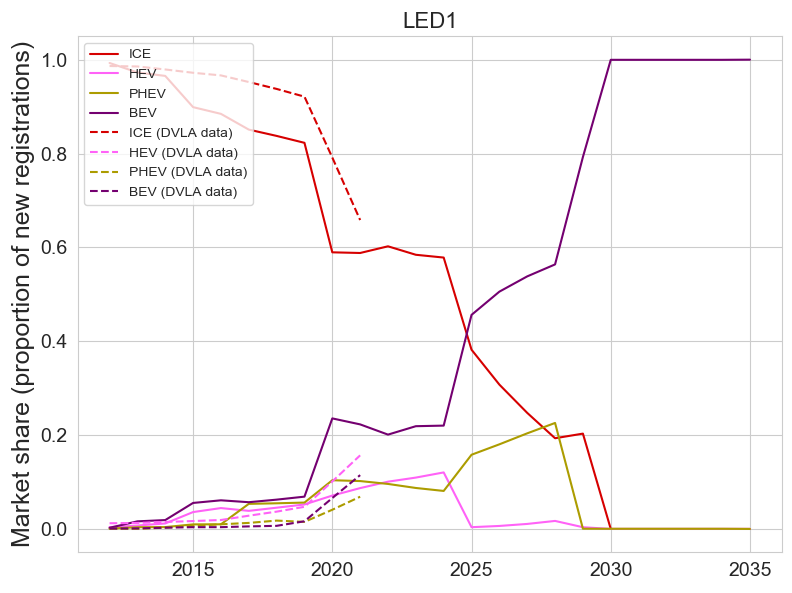 LED1
Market share (proportion of new registrations)
1.0
0.8
0.6
0.4
0.2
0.0
ICE
HEV
PHEV
BEV
ICE (DVLA data)
HEV (DVLA data)
PHEV (DVLA data)
BEV (DVLA data)
2015 2020 2025 2030 2035